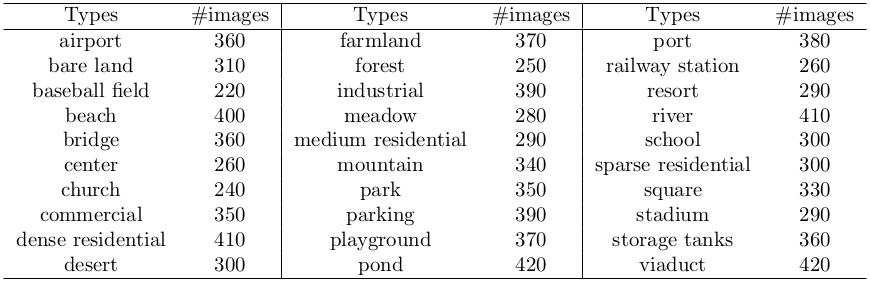 Types #images Types #images Types #images
airport 360 farmland 370 port 380
bare land 310 forest 250 railway station 260
baseball field 220 industrial 390 resort 290
beach 400 meadow 280 river 410
bridge 360 medium residential 290 school 300
center 260 mountain 340 sparse residential 300
church 240 park 350 square 330
commercial 350 parking 390 stadium 290
dense residential 410 playground 370 storage tanks 360
desert 300 pond 420 viaduct 420